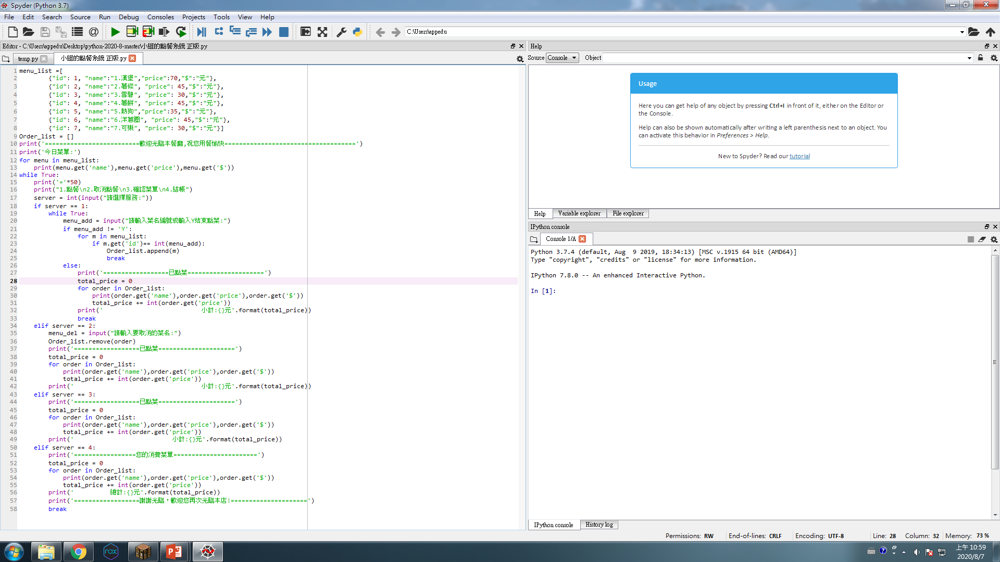 Spyder (Python 3.7)
File Edit Search Source Run Debug Consoles Projects Tools View Help
C:\Users\appedu
Editor - C:\Users\appedu\Desktop\python-2020-8-master\小組的點餐系統 正版.py
temp.py 小組的點餐系統 正版.py
1 menu_list =[
2         {"id": 1, "name":"1.漢堡","price":70,"$":"元"},
3         {"id": 2, "name":"2.薯條", "price": 45,"$":"元"},
4         {"id": 3, "name":"3.雪碧", "price": 30,"$":"元"},
5         {"id": 4, "name":"4.薯餅", "price": 45,"$":"元"},
6         {"id": 5, "name":"5.熱狗","price":35,"$":"元"},
7         {"id": 6, "name":"6.洋蔥圈", "price": 45,"$":"元"},
8         {"id": 7, "name":"7.可樂", "price": 30,"$":"元"}]
9 Order_list = []
10 print('==========================歡迎光臨本餐廳,祝您用餐愉快====================================')
11 print('今日菜單:')
12 for menu in menu_list:
13     print(menu.get('name'),menu.get('price'),menu.get('$'))
14 while True:
15     print('='*50)
16     print("1.點餐\n2.取消點餐\n3.確認菜單\n4.結帳")
17     server = int(input("請選擇服務:"))
18     if server == 1:
19         while True:
20             menu_add = input("請輸入菜名編號或輸入Y结束點菜:")
21             if menu_add != 'Y':
22                 for m in menu_list:
23                     if m.get('id')== int(menu_add):
24                         Order_list.append(m)
25                         break
26             else:
27                 print('==================已點菜=====================')
28                 total_price = 0
29                 for order in Order_list:
30                     print(order.get('name'),order.get('price'),order.get('$'))
31                     total_price += int(order.get('price'))
32                 print('                           小計:{}元'.format(total_price))
33                 break
34     elif server == 2:
35         menu_del = input("請輸入要取消的菜名:")
36         Order_list.remove(order)
37         print('==================已點菜=====================')
38         total_price = 0
39         for order in Order_list:
40             print(order.get('name'),order.get('price'),order.get('$'))
41             total_price += int(order.get('price'))
42         print('                                   小計:{}元'.format(total_price))
43     elif server == 3:
44         print('==================已點菜=====================')
45         total_price = 0
46         for order in Order_list:
47             print(order.get('name'),order.get('price'),order.get('$'))
48             total_price += int(order.get('price'))
49         print('                           小計:{}元'.format(total_price))
50     elif server == 4:
51         print('=================您的消費菜單=======================')
52         total_price = 0
53         for order in Order_list:
54             print(order.get('name'),order.get('price'),order.get('$'))
55             total_price += int(order.get('price'))
56         print('          總計:{}元'.format(total_price))
57         print('==================謝謝光臨，歡迎您再次光臨本店!=====================')
58         break
Help
Source Console Object
Usage
Here you can get help of any object by pressing Ctrl+I in front of it, either on the Editor or
the Console.
Help can also be shown automatically after writing a left parenthesis next to an object. You
can activate this behavior in Preferences > Help.
New to Spyder? Read our tutorial
Help Variable explorer File explorer
IPython console
Console 1/A
Python 3.7.4 (default, Aug  9 2019, 18:34:13) [MSC v.1915 64 bit (AMD64)]
Type "copyright", "credits" or "license" for more information.
IPython 7.8.0 -- An enhanced Interactive Python.
In [1]:
IPython console History log
Permissions: RW End-of-lines: CRLF Encoding: UTF-8 Line: 28 Column: 32 Memory: 73 %
nox
上午 10:59
2020/8/7